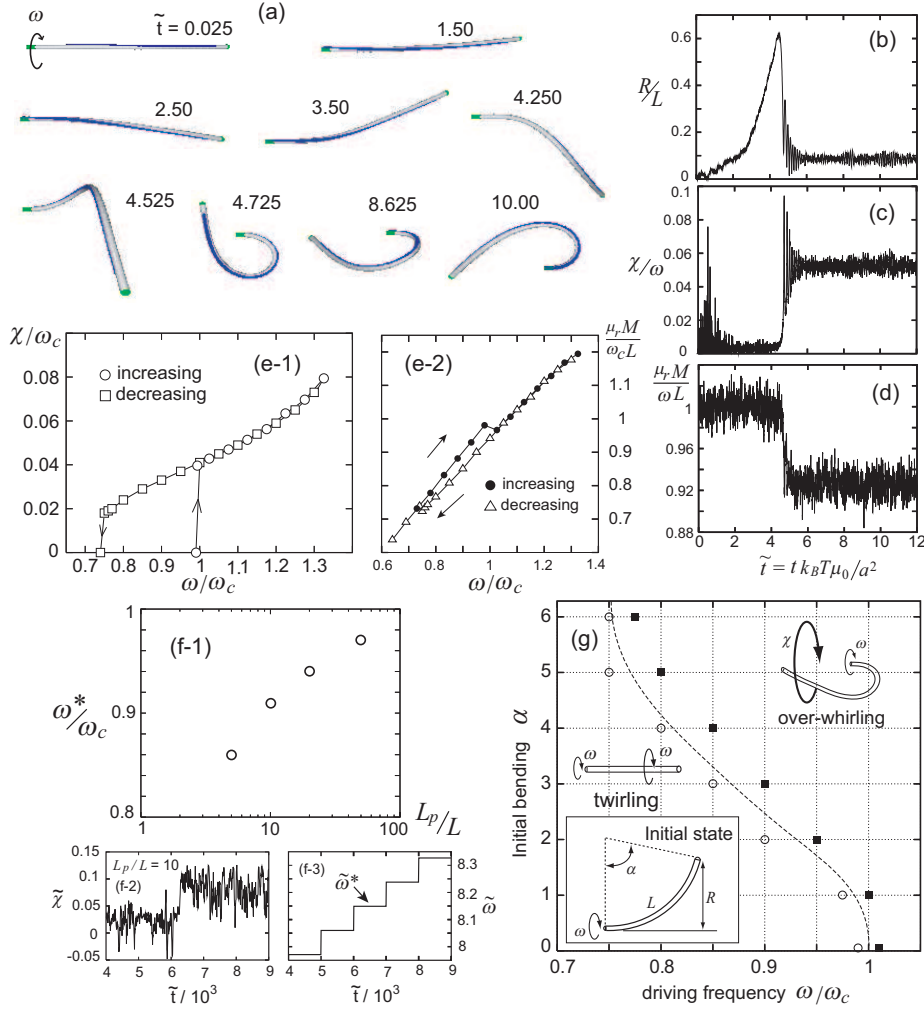 (a)
ω
t̃ = 0.025
1.50
2.50
3.50
4.250
4.525
4.725
8.625
10.00
(b)
R/L
0.6
0.4
0.2
0
(c)
χ/ω
0.1
0.08
0.06
0.04
0.02
0
(d)
μ_r M / ωL
1
0.96
0.92
0.88
0 2 4 6 8 10 12
t̃ = t k_B T μ_0 / a²
(e-1)
χ/ω_c
increasing
decreasing
0.08
0.06
0.04
0.02
0
0.7 0.8 0.9 1 1.1 1.2 1.3
ω/ω_c
(e-2)
μ_r M / ω_c L
increasing
decreasing
1.1
1
0.9
0.8
0.7
0.6 0.8 1 1.2 1.4
ω/ω_c
(f-1)
ω*/ω_c
1
0.9
0.8
1 10 100
L_p/L
(f-2)
L_p/L = 10
χ̃
0.15
0.1
0.05
0
-0.05
4 5 6 7 8 9
t̃ / 10³
(f-3)
ω̃*
8.3
8.2
8.1
8
ω̃
4 5 6 7 8 9
t̃ / 10³
(g)
Initial bending α
6
5
4
3
2
1
0
χ
ω
over-whirling
ω
ω
twirling
Initial state
α
L
R
ω
0.7 0.8 0.9 1
driving frequency ω/ω_c